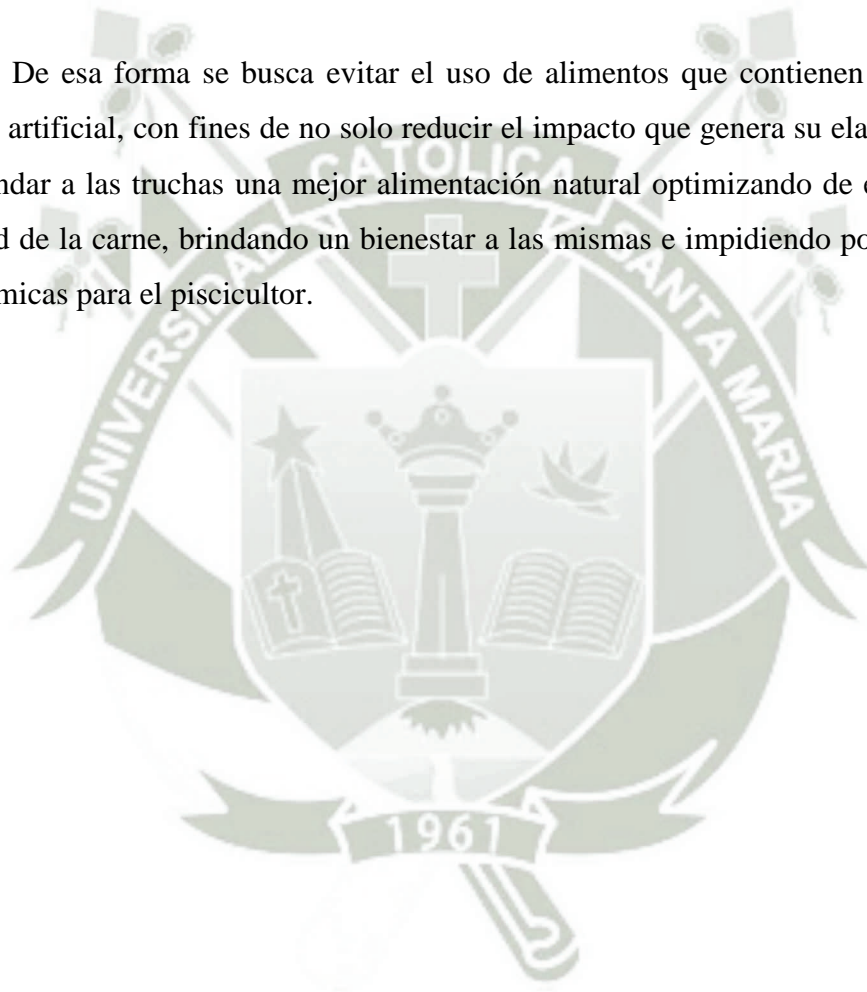 De esa forma se busca evitar el uso de alimentos que contienen
artificial, con fines de no solo reducir el impacto que genera su ela
ndar a las truchas una mejor alimentación natural optimizando de
d de la carne, brindando un bienestar a las mismas e impidiendo po
micas para el piscicultor.
UNIVERSIDAD CATOLICA SANTA MARIA
1961